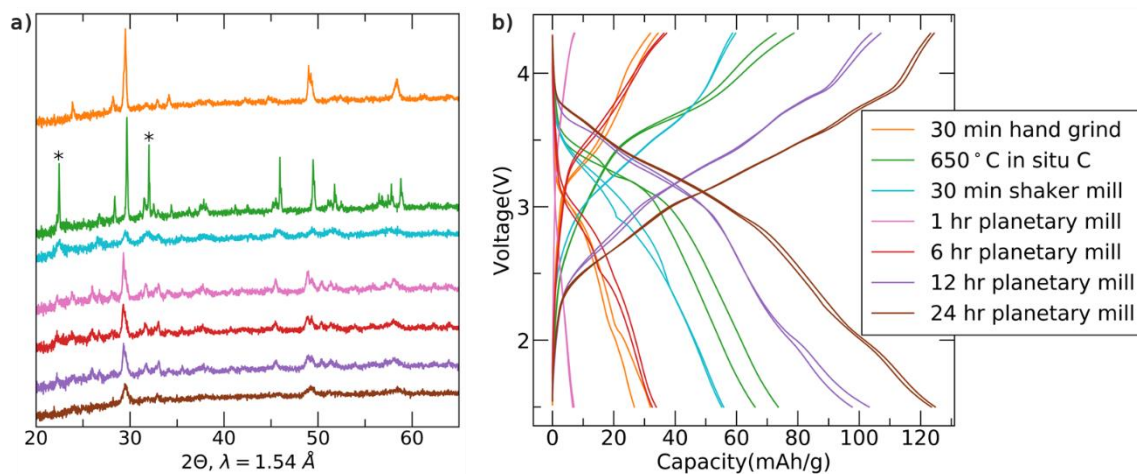 a)
*
*
20
30
40
50
60
2Θ, λ = 1.54 Å
b)
4
3
2
Voltage(V)
0
20
40
60
80
100
120
Capacity(mAh/g)
30 min hand grind
650°C in situ C
30 min shaker mill
1 hr planetary mill
6 hr planetary mill
12 hr planetary mill
24 hr planetary mill